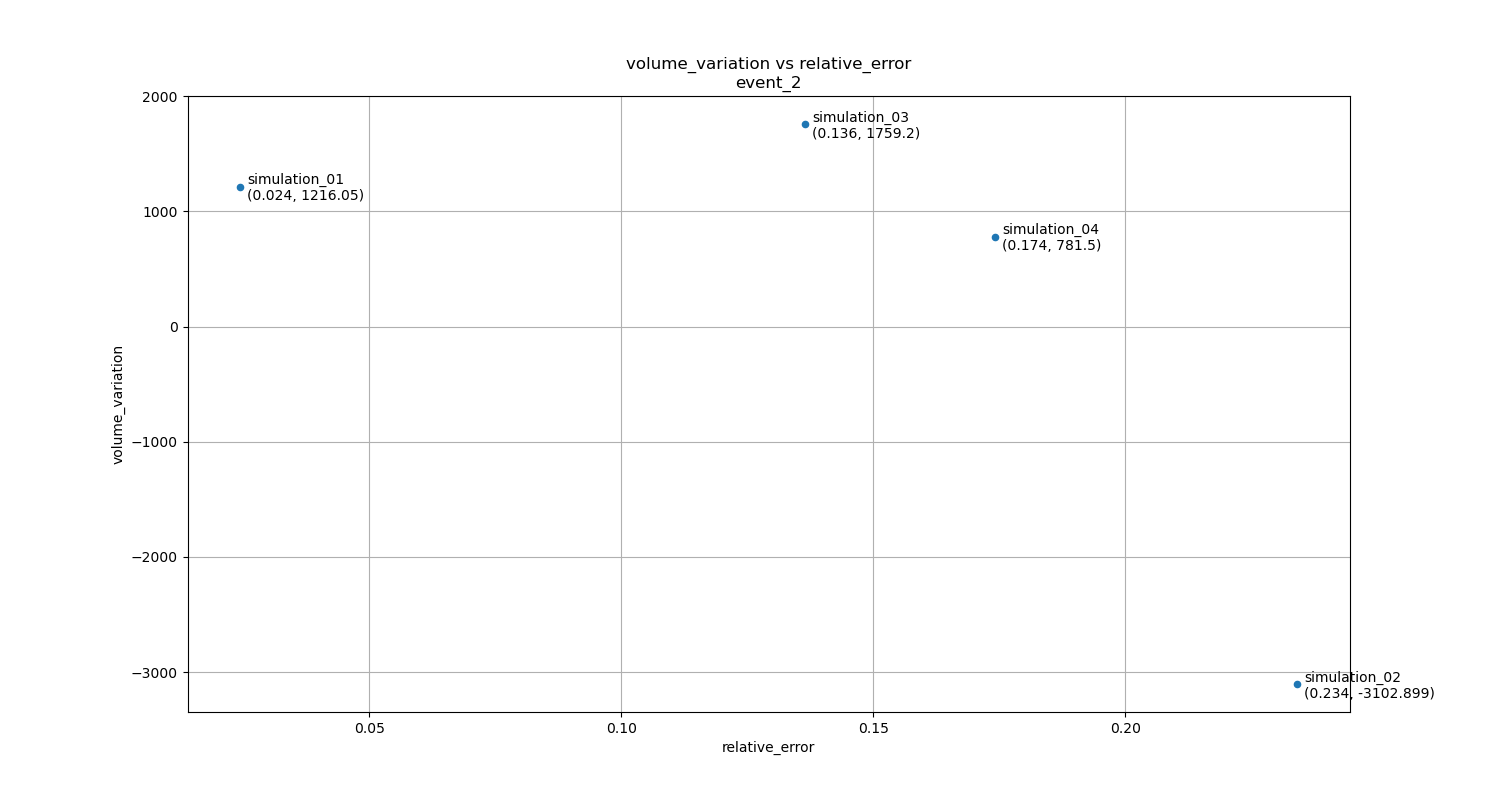 volume_variation vs relative_error
event_2
2000
simulation_03
(0.136, 1759.2)
simulation_01
(0.024, 1216.05)
1000
simulation_04
(0.174, 781.5)
0
volume_variation
−1000
−2000
−3000
simulation_02
(0.234, -3102.899)
0.05
0.10
0.15
0.20
relative_error